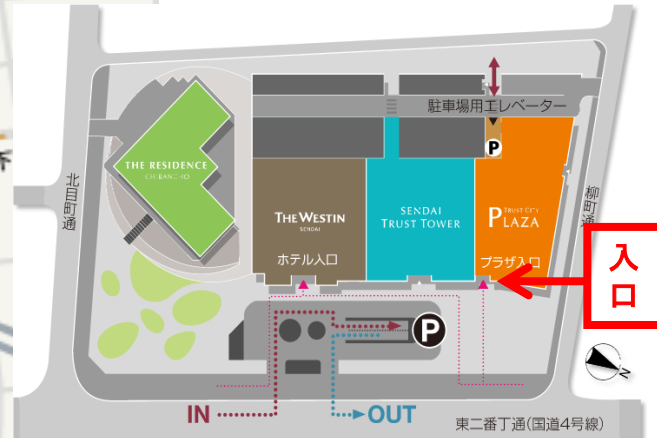 駐車場用エレベーター
P
THE RESIDENCE
ICHIBANCHO
北目町通
THE WESTIN
SENDAI
ホテル入口
SENDAI
TRUST TOWER
TRUST CITY
PLAZA
プラザ入口
柳町通
入口
P
N
IN
OUT
東二番丁通(国道4号線)